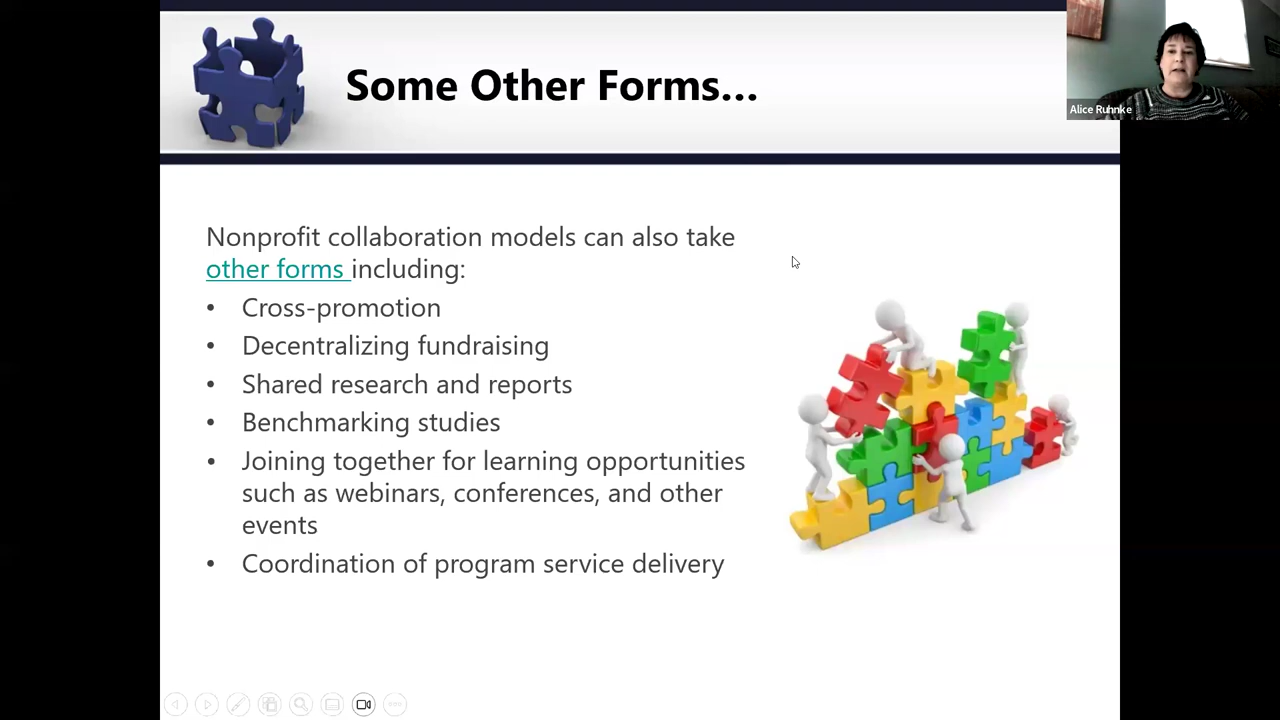 Some Other Forms...
Alice Ruhnke
Nonprofit collaboration models can also take
other forms including:
• Cross-promotion
• Decentralizing fundraising
• Shared research and reports
• Benchmarking studies
• Joining together for learning opportunities
such as webinars, conferences, and other
events
• Coordination of program service delivery